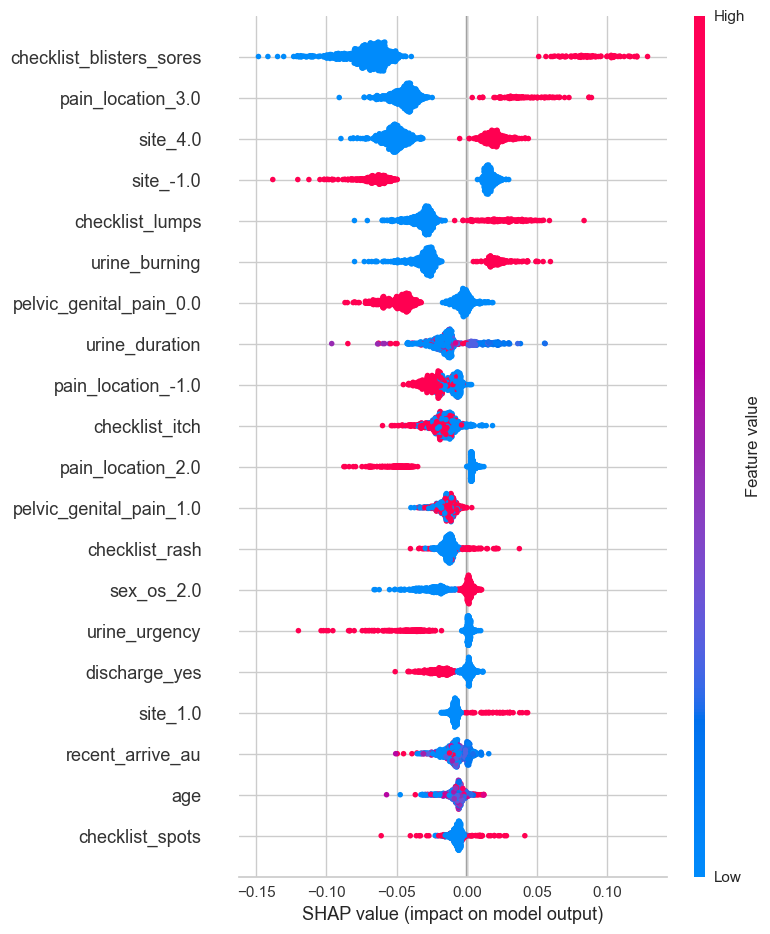 High
checklist_blisters_sores
pain_location_3.0
site_4.0
site_-1.0
checklist_lumps
urine_burning
pelvic_genital_pain_0.0
urine_duration
pain_location_-1.0
checklist_itch
pain_location_2.0
pelvic_genital_pain_1.0
checklist_rash
sex_os_2.0
urine_urgency
discharge_yes
site_1.0
recent_arrive_au
age
checklist_spots
Feature value
Low
−0.15 −0.10 −0.05 0.00 0.05 0.10
SHAP value (impact on model output)